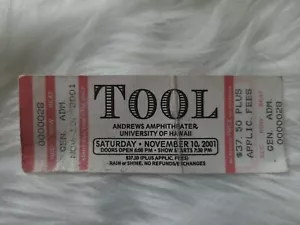 0000028
GEN. ADM.
NOV 10, 2001
TOOL
ANDREWS AMPHITHEATER
UNIVERSITY OF HAWAII
SATURDAY • NOVEMBER 10, 2001
DOORS OPEN 6:00 PM • SHOW STARTS 7:30 PM
$37.50 (PLUS APPLIC. FEES)
RAIN or SHINE. NO REFUNDS/EXCHANGES
$37.50 PLUS
APPLIC. FEES
GEN. ADM.
0000028